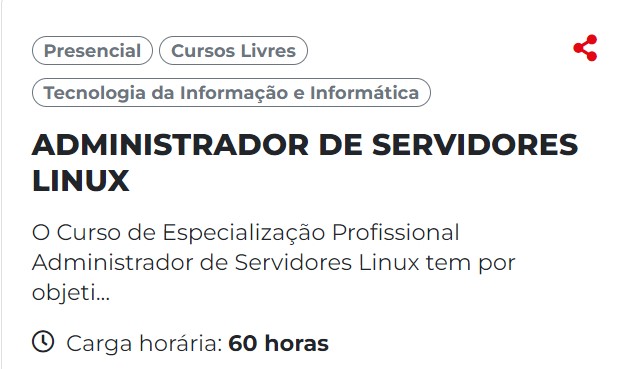 Presencial Cursos Livres
Tecnologia da Informação e Informática
ADMINISTRADOR DE SERVIDORES
LINUX
O Curso de Especialização Profissional
Administrador de Servidores Linux tem por
objeti...
Carga horária: 60 horas